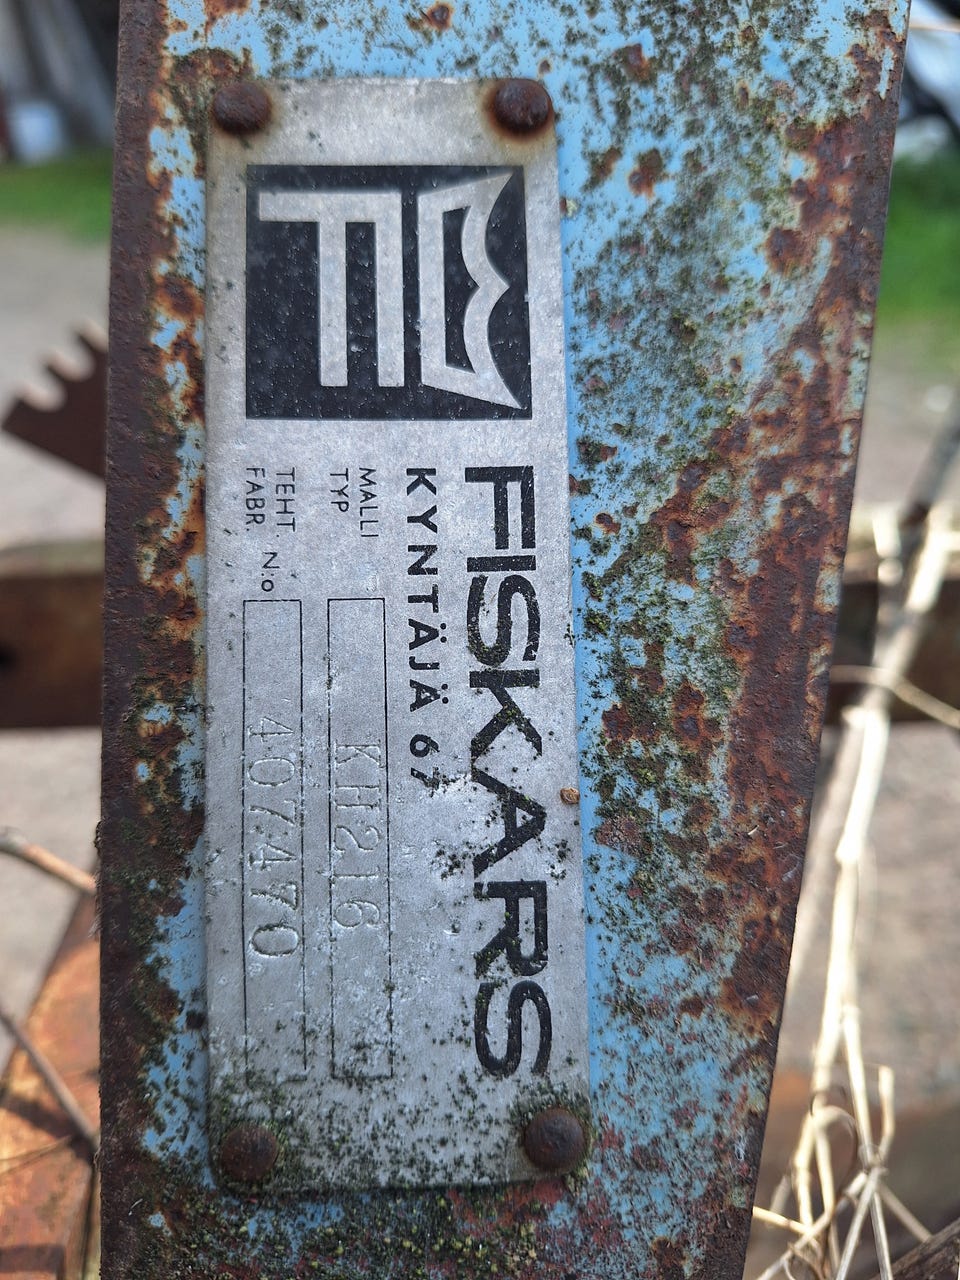 FISKARS
KYNTÄJÄ 67
MALLI
TYP
KH216
TEHT.
FABR. N:o
407470